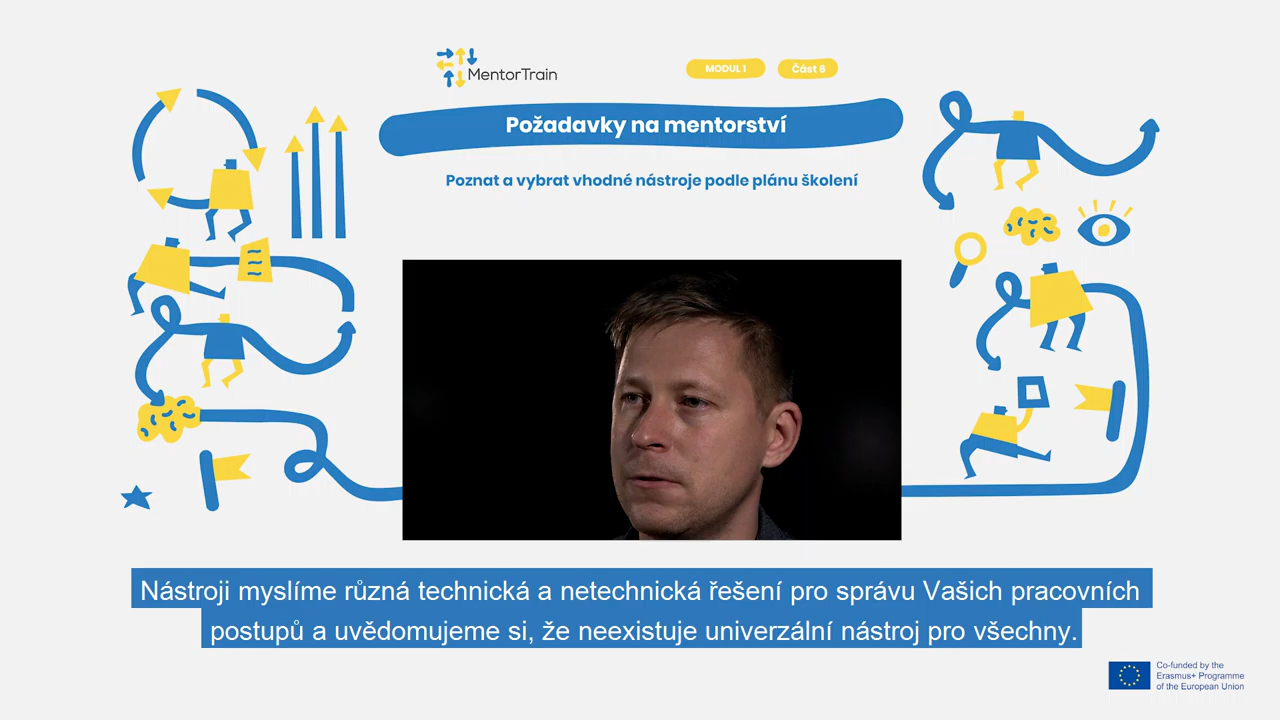 MentorTrain
MODUL 1
Část 6
Požadavky na mentorství
Poznat a vybrat vhodné nástroje podle plánu školení
Nástroji myslíme různá technická a netechnická řešení pro správu Vašich pracovních
postupů a uvědomujeme si, že neexistuje univerzální nástroj pro všechny.
Co-funded by the
Erasmus+ Programme
of the European Union